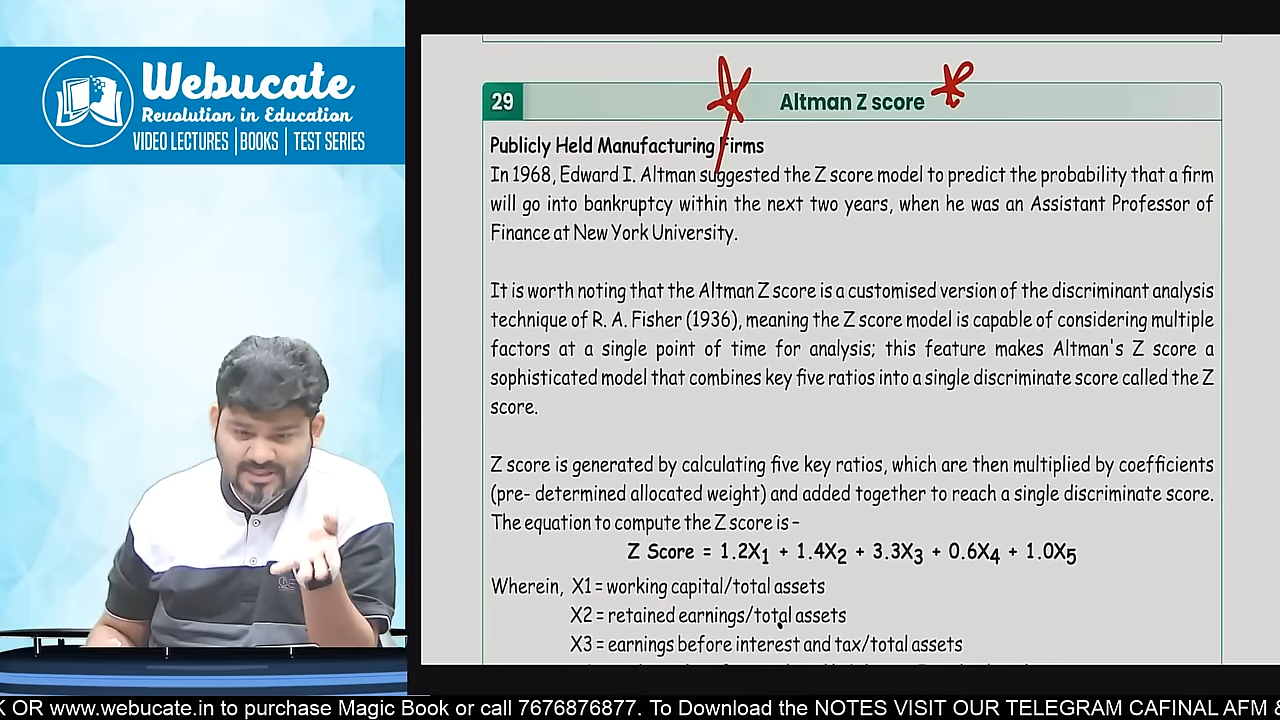 Webucate
Revolution in Education
VIDEO LECTURES | BOOKS | TEST SERIES
29
Altman Z score
Publicly Held Manufacturing Firms
In 1968, Edward I. Altman suggested the Z score model to predict the probability that a firm
will go into bankruptcy within the next two years, when he was an Assistant Professor of
Finance at New York University.
It is worth noting that the Altman Z score is a customised version of the discriminant analysis
technique of R. A. Fisher (1936), meaning the Z score model is capable of considering multiple
factors at a single point of time for analysis; this feature makes Altman's Z score a
sophisticated model that combines key five ratios into a single discriminate score called the Z
score.
Z score is generated by calculating five key ratios, which are then multiplied by coefficients
(pre- determined allocated weight) and added together to reach a single discriminate score.
The equation to compute the Z score is –
Z Score = 1.2X1 + 1.4X2 + 3.3X3 + 0.6X4 + 1.0X5
Wherein, X1 = working capital/total assets
X2 = retained earnings/total assets
X3 = earnings before interest and tax/total assets
K OR www.webucate.in to purchase Magic Book or call 7676876877. To Download the NOTES VISIT OUR TELEGRAM CAFINAL AFM &